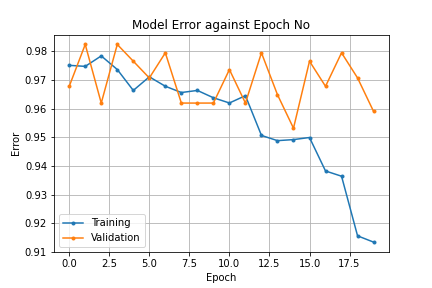 Model Error against Epoch No
Error
0.98
0.97
0.96
0.95
0.94
0.93
0.92
0.91
Training
Validation
0.0 2.5 5.0 7.5 10.0 12.5 15.0 17.5
Epoch